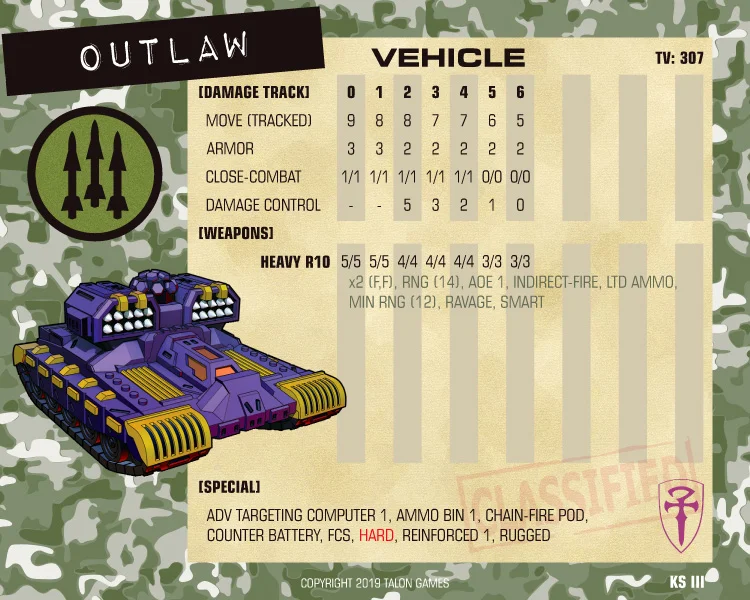 OUTLAW
VEHICLE
TV: 307
[DAMAGE TRACK] 0 1 2 3 4 5 6
MOVE (TRACKED) 9 8 8 7 7 6 5
ARMOR 3 3 2 2 2 2 2
CLOSE-COMBAT 1/1 1/1 1/1 1/1 1/1 0/0 0/0
DAMAGE CONTROL - - 5 3 2 1 0
[WEAPONS]
HEAVY R10 5/5 5/5 4/4 4/4 4/4 3/3 3/3
x2 (F,F), RNG (14), AOE 1, INDIRECT-FIRE, LTD AMMO,
MIN RNG (12), RAVAGE, SMART
CLASSIFIED!
[SPECIAL]
ADV TARGETING COMPUTER 1, AMMO BIN 1, CHAIN-FIRE POD,
COUNTER BATTERY, FCS, HARD, REINFORCED 1, RUGGED
COPYRIGHT 2019 TALON GAMES
KS III